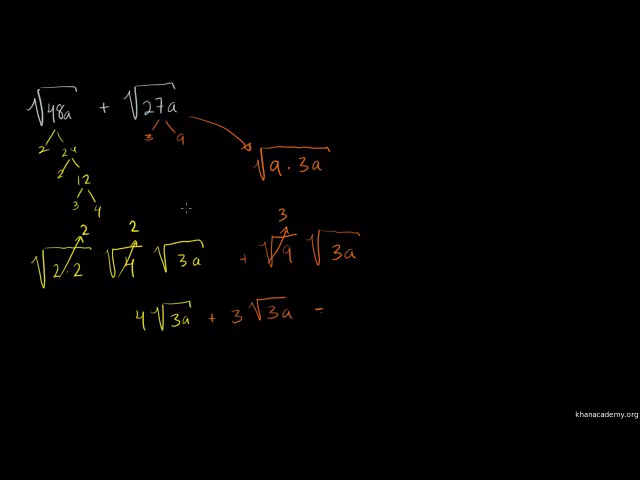 √48a + √27a
2 24 3 9
2 12
3 4
√9·3a
2 2 3
√2·2 √4 √3a + √9 √3a
4√3a + 3√3a =
khanacademy.org